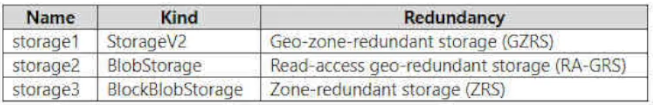 Name Kind Redundancy
storage1 StorageV2 Geo-zone-redundant storage (GZRS)
storage2 BlobStorage Read-access geo-redundant storage (RA-GRS)
storage3 BlockBlobStorage Zone-redundant storage (ZRS)